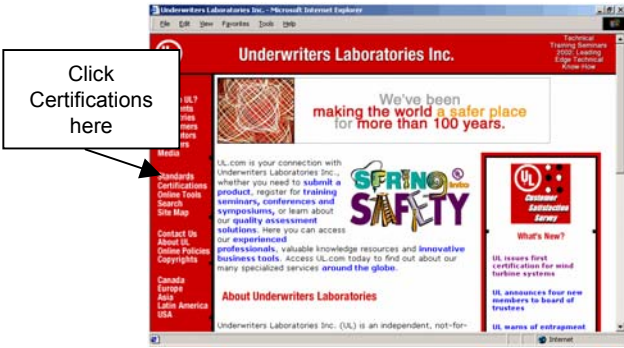 Underwriters Laboratories Inc. - Microsoft Internet Explorer
File Edit View Favorites Tools Help
Underwriters Laboratories Inc.
Technical
Training Seminars
2002: Leading
Edge Technical
Know How
Click
Certifications
here
UL?
Media
Standards
Certifications
Online Tools
Search
Site Map
Contact Us
About UL
Online Policies
Copyrights
Canada
Europe
Asia
Latin America
USA
We've been
making the world a safer place
for more than 100 years.
UL.com is your connection with
Underwriters Laboratories Inc.,
whether you need to submit a
product, register for training
seminars, conferences and
symposiums, or learn about
our quality assessment
solutions. Here you can access
our experienced
professionals, valuable knowledge resources and innovative
business tools. Access UL.com today to find out about our
many specialized services around the globe.
SPRING
SAFETY
About Underwriters Laboratories
Underwriters Laboratories Inc. (UL) is an independent, not-for-
UL
Customer
Satisfaction
Survey
What's New?
UL issues first
certification for wind
turbine systems
UL announces four new
members to board of
trustees
UL warns of entrapment
Internet